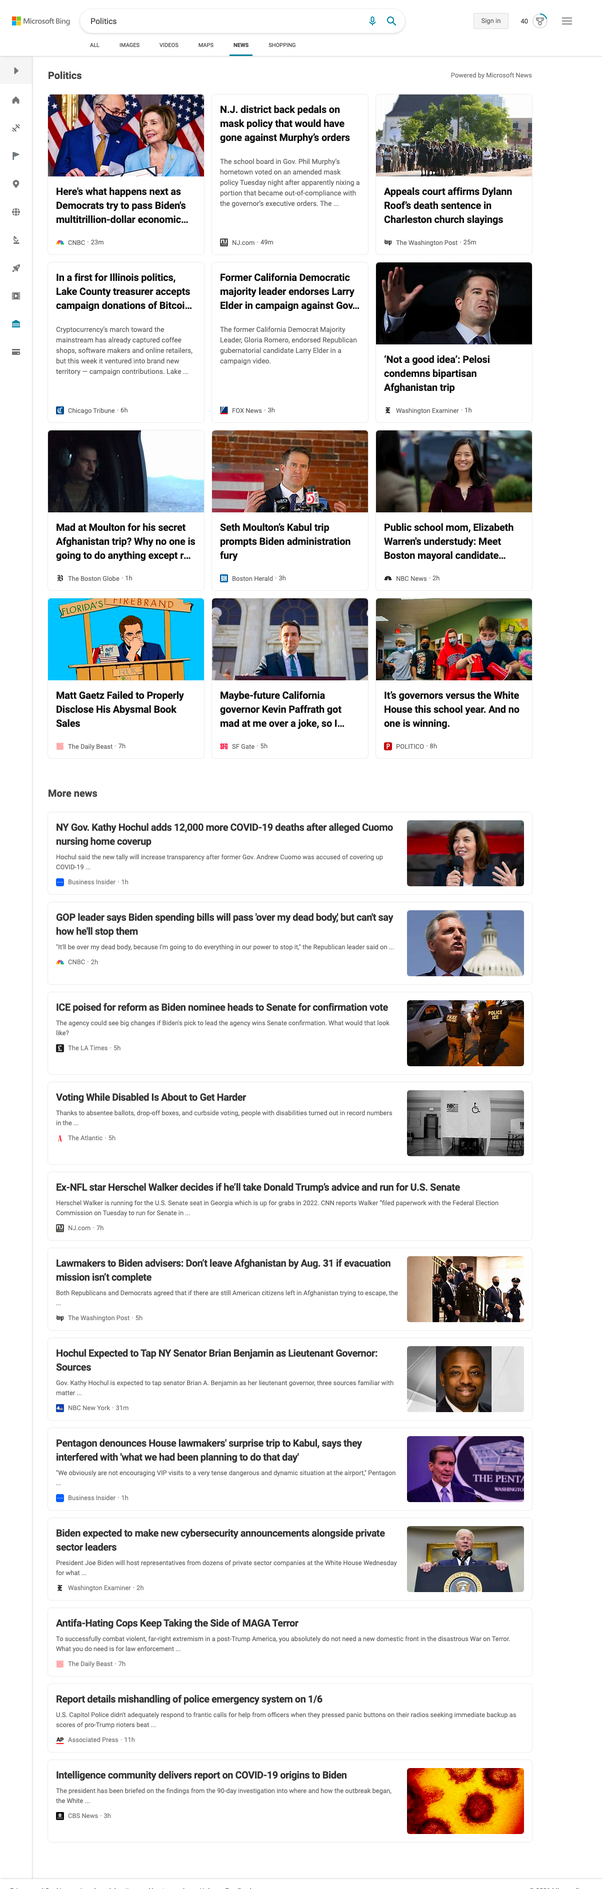 Microsoft Bing
Politics
Sign in
40
ALL
IMAGES
VIDEOS
MAPS
NEWS
SHOPPING
Politics
Powered by Microsoft News
Here's what happens next as
Democrats try to pass Biden's
multitrillion-dollar economic...
CNBC · 23m
N.J. district back pedals on
mask policy that would have
gone against Murphy's orders
The school board in Gov. Phil Murphy's
hometown voted on an amended mask
policy Tuesday night after apparently nixing a
portion that became out-of-compliance with
the governor's executive orders. The ...
NJ.com · 49m
Appeals court affirms Dylann
Roof's death sentence in
Charleston church slayings
The Washington Post · 25m
In a first for Illinois politics,
Lake County treasurer accepts
campaign donations of Bitcoi...
Cryptocurrency's march toward the
mainstream has already captured coffee
shops, software makers and online retailers,
but this week it ventured into brand new
territory — campaign contributions. Lake ...
Chicago Tribune · 6h
Former California Democratic
majority leader endorses Larry
Elder in campaign against Gov...
The former California Democrat Majority
Leader, Gloria Romero, endorsed Republican
gubernatorial candidate Larry Elder in a
campaign video.
FOX News · 3h
'Not a good idea': Pelosi
condemns bipartisan
Afghanistan trip
Washington Examiner · 1h
Mad at Moulton for his secret
Afghanistan trip? Why no one is
going to do anything except r...
The Boston Globe · 1h
Seth Moulton's Kabul trip
prompts Biden administration
fury
Boston Herald · 3h
Public school mom, Elizabeth
Warren's understudy: Meet
Boston mayoral candidate...
NBC News · 2h
FLORIDA'S FIREBRAND
Matt Gaetz Failed to Properly
Disclose His Abysmal Book
Sales
The Daily Beast · 7h
Maybe-future California
governor Kevin Paffrath got
mad at me over a joke, so I...
SF Gate · 5h
It's governors versus the White
House this school year. And no
one is winning.
POLITICO · 8h
More news
NY Gov. Kathy Hochul adds 12,000 more COVID-19 deaths after alleged Cuomo
nursing home coverup
Hochul said the new tally will increase transparency after former Gov. Andrew Cuomo was accused of covering up
COVID-19 ...
Business Insider · 1h
GOP leader says Biden spending bills will pass 'over my dead body,' but can't say
how he'll stop them
"It'll be over my dead body, because I'm going to do everything in our power to stop it," the Republican leader said on ...
CNBC · 2h
ICE poised for reform as Biden nominee heads to Senate for confirmation vote
The agency could see big changes if Biden's pick to lead the agency wins Senate confirmation. What would that look
like?
The LA Times · 5h
POLICE
ICE
Voting While Disabled Is About to Get Harder
Thanks to absentee ballots, drop-off boxes, and curbside voting, people with disabilities turned out in record numbers
in the ...
The Atlantic · 5h
Ex-NFL star Herschel Walker decides if he'll take Donald Trump's advice and run for U.S. Senate
Herschel Walker is running for the U.S. Senate seat in Georgia which is up for grabs in 2022. CNN reports Walker "filed paperwork with the Federal Election
Commission on Tuesday to run for Senate in ...
NJ.com · 7h
Lawmakers to Biden advisers: Don't leave Afghanistan by Aug. 31 if evacuation
mission isn't complete
Both Republicans and Democrats agreed that if there are still American citizens left in Afghanistan trying to escape, the
...
The Washington Post · 5h
Hochul Expected to Tap NY Senator Brian Benjamin as Lieutenant Governor:
Sources
Gov. Kathy Hochul is expected to tap senator Brian A. Benjamin as her lieutenant governor, three sources familiar with
matter ...
NBC New York · 31m
Pentagon denounces House lawmakers' surprise trip to Kabul, says they
interfered with 'what we had been planning to do that day'
"We obviously are not encouraging VIP visits to a very tense dangerous and dynamic situation at the airport," Pentagon
...
Business Insider · 1h
THE PENTA
WASHINGTON
Biden expected to make new cybersecurity announcements alongside private
sector leaders
President Joe Biden will host representatives from dozens of private sector companies at the White House Wednesday
for what ...
Washington Examiner · 2h
Antifa-Hating Cops Keep Taking the Side of MAGA Terror
To successfully combat violent, far-right extremism in a post-Trump America, you absolutely do not need a new domestic front in the disastrous War on Terror.
What you do need is for law enforcement ...
The Daily Beast · 7h
Report details mishandling of police emergency system on 1/6
U.S. Capitol Police didn't adequately respond to frantic calls for help from officers when they pressed panic buttons on their radios seeking immediate backup as
scores of pro-Trump rioters beat ...
AP
Associated Press · 11h
Intelligence community delivers report on COVID-19 origins to Biden
The president has been briefed on the findings from the 90-day investigation into where and how the outbreak began,
the White ...
CBS News · 3h